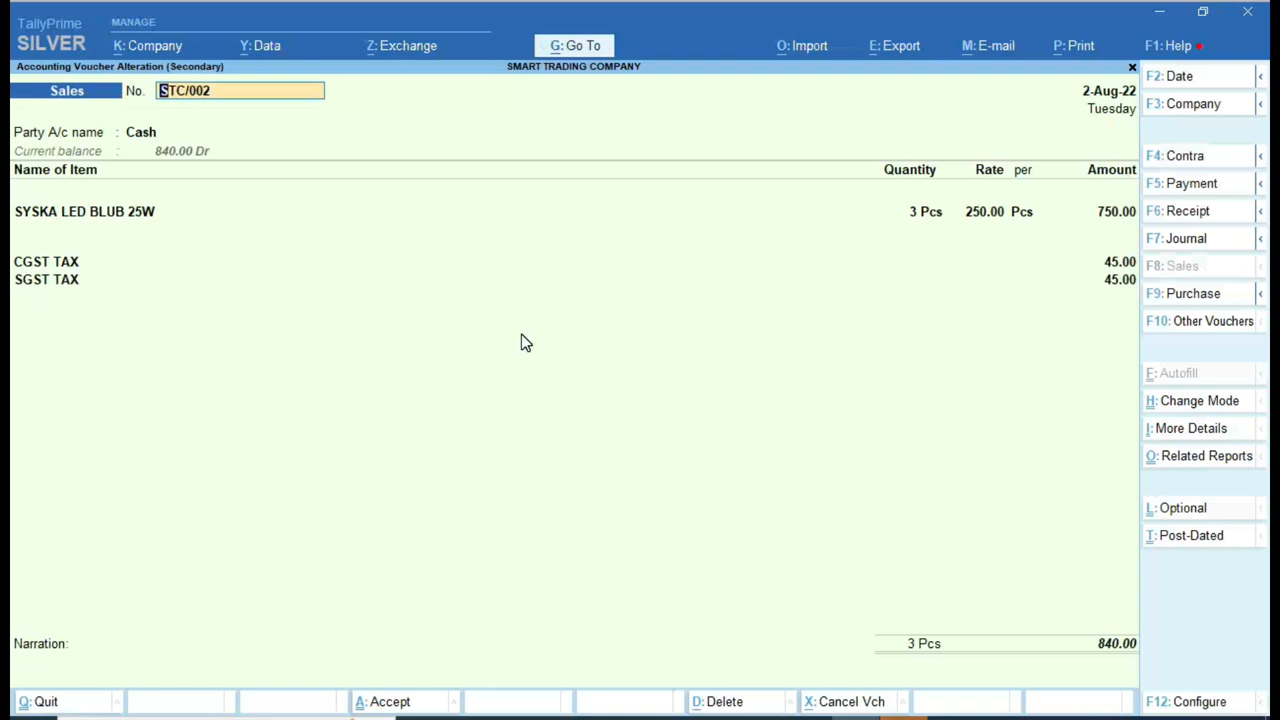 TallyPrime MANAGE
SILVER K: Company Y: Data Z: Exchange G: Go To O: Import E: Export M: E-mail P: Print F1: Help
Accounting Voucher Alteration (Secondary) SMART TRADING COMPANY x
Sales No. STC/002 2-Aug-22
Tuesday
Party A/c name : Cash
Current balance : 840.00 Dr
Name of Item Quantity Rate per Amount
SYSKA LED BLUB 25W 3 Pcs 250.00 Pcs 750.00
CGST TAX 45.00
SGST TAX 45.00
Narration: 3 Pcs 840.00
F2: Date
F3: Company
F4: Contra
F5: Payment
F6: Receipt
F7: Journal
F8: Sales
F9: Purchase
F10: Other Vouchers
F: Autofill
H: Change Mode
I: More Details
O: Related Reports
L: Optional
T: Post-Dated
Q: Quit A: Accept D: Delete X: Cancel Vch F12: Configure